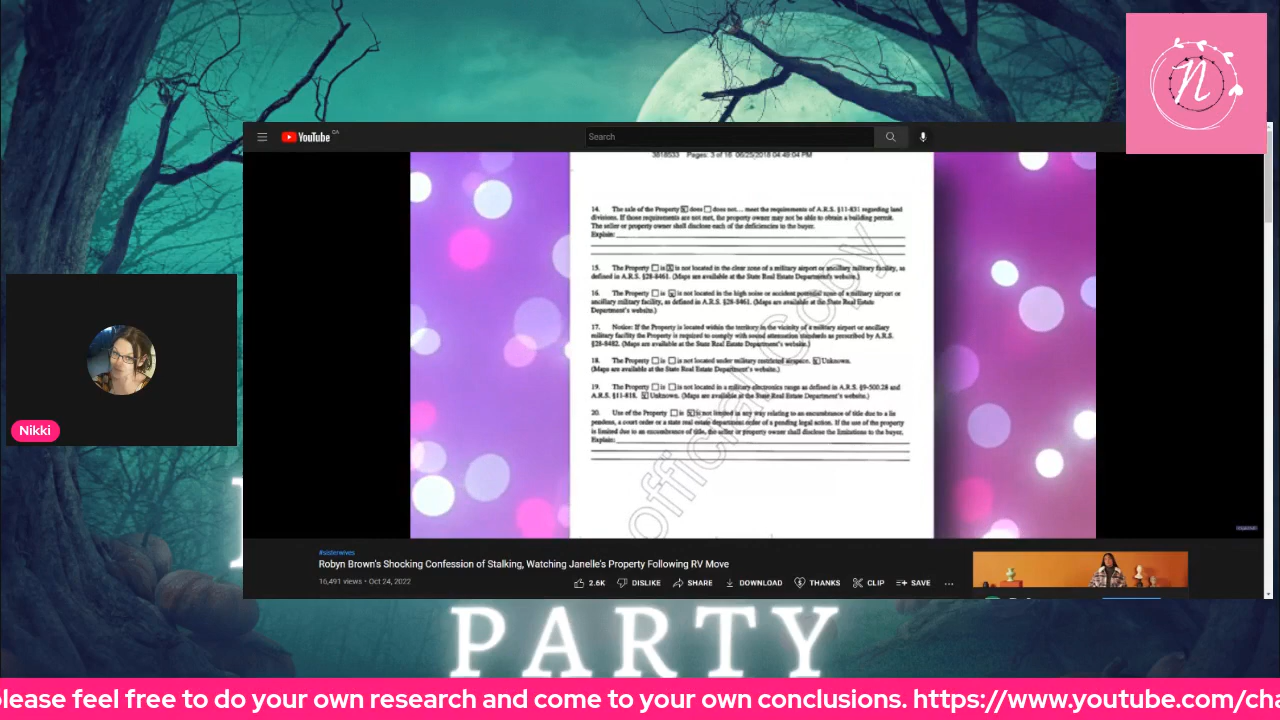 YouTube CA
Search
3818533 Pages: 3 of 16 06/25/2018 04:49:04 PM
14. The sale of the Property ☒ does ☐ does not... meet the requirements of A.R.S. §11-831 regarding land
divisions. If those requirements are not met, the property owner may not be able to obtain a building permit.
The seller or property owner shall disclose each of the deficiencies to the buyer.
Explain:
15. The Property ☐ is ☒ is not located in the clear zone of a military airport or ancillary military facility, as
defined in A.R.S. §28-8461. (Maps are available at the State Real Estate Department's website.)
16. The Property ☐ is ☒ is not located in the high noise or accident potential zone of a military airport or
ancillary military facility, as defined in A.R.S. §28-8461. (Maps are available at the State Real Estate
Department's website.)
17. Notice: If the Property is located within the territory in the vicinity of a military airport or ancillary
military facility the Property is required to comply with sound attenuation standards as prescribed by A.R.S.
§28-8482. (Maps are available at the State Real Estate Department's website.)
18. The Property ☐ is ☐ is not located under military restricted airspace. ☒ Unknown.
(Maps are available at the State Real Estate Department's website.)
19. The Property ☐ is ☐ is not located in a military electronics range as defined in A.R.S. §9-500.28 and
A.R.S. §11-818. ☒ Unknown. (Maps are available at the State Real Estate Department's website.)
20. Use of the Property ☐ is ☒ is not limited in any way relating to an encumbrance of title due to a lis
pendens, a court order or a state real estate department order of a pending legal action. If the use of the property
is limited due to an encumbrance of title, the seller or property owner shall disclose the limitations to the buyer.
Explain:
official Copy
n
Nikki
#sisterwives
Robyn Brown's Shocking Confession of Stalking, Watching Janelle's Property Following RV Move
16,491 views • Oct 24, 2022
2.6K DISLIKE SHARE DOWNLOAD THANKS CLIP SAVE ...
PARTY
please feel free to do your own research and come to your own conclusions. https://www.youtube.com/cha